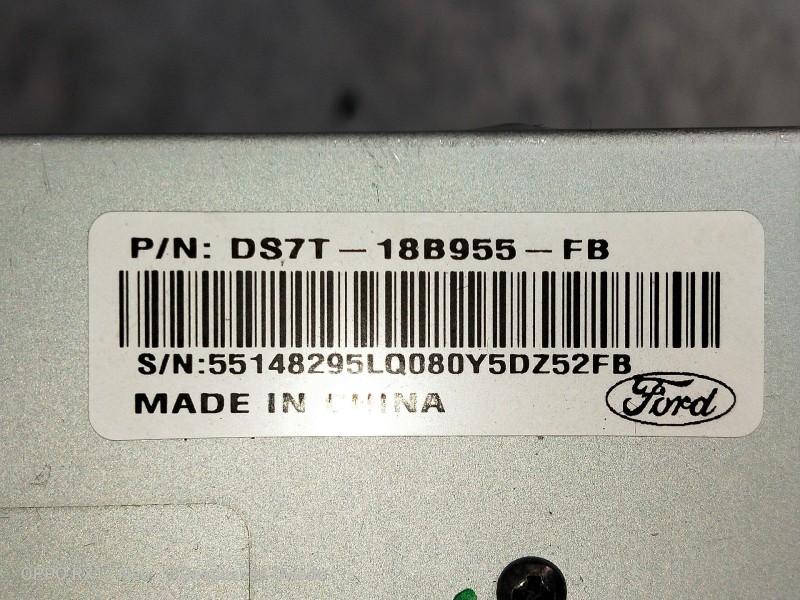 P/N: DS7T-18B955-FB
S/N:55148295LQ080Y5DZ52FB
MADE IN CHINA
Ford